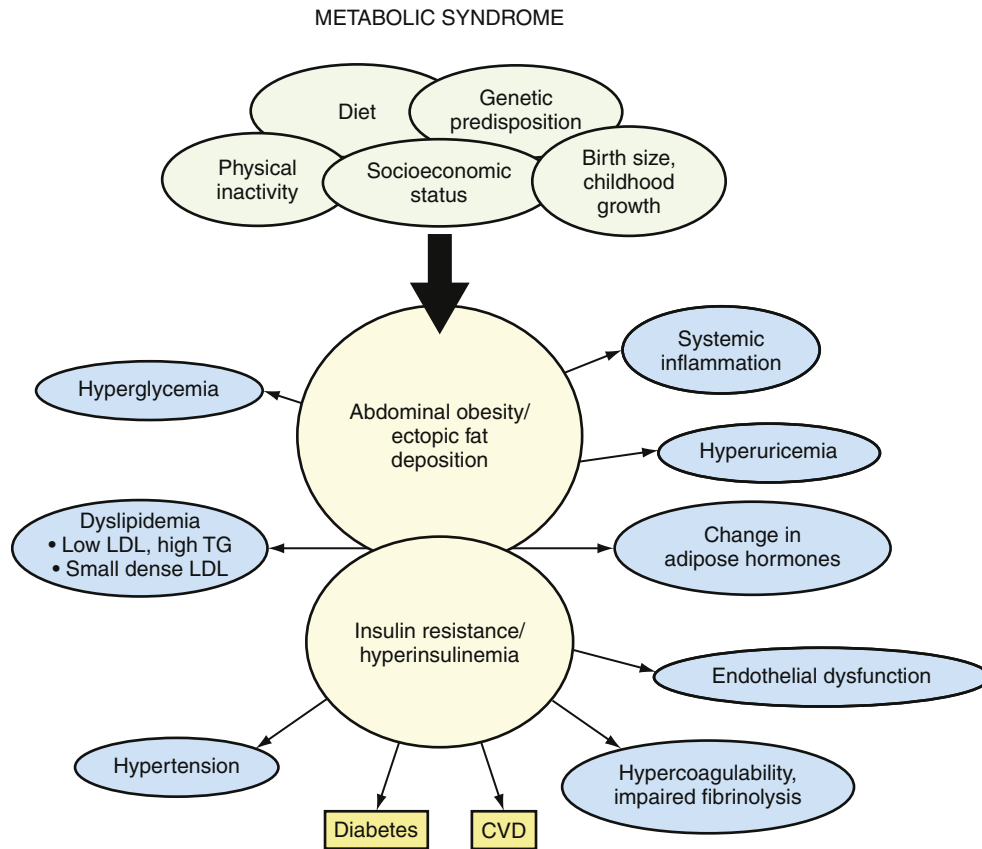 METABOLIC SYNDROME
Diet
Genetic
predisposition
Physical
inactivity
Socioeconomic
status
Birth size,
childhood
growth
Systemic
inflammation
Hyperglycemia
Abdominal obesity/
ectopic fat
deposition
Hyperuricemia
Dyslipidemia
• Low LDL, high TG
• Small dense LDL
Change in
adipose hormones
Insulin resistance/
hyperinsulinemia
Endothelial dysfunction
Hypertension
Hypercoagulability,
impaired fibrinolysis
Diabetes
CVD